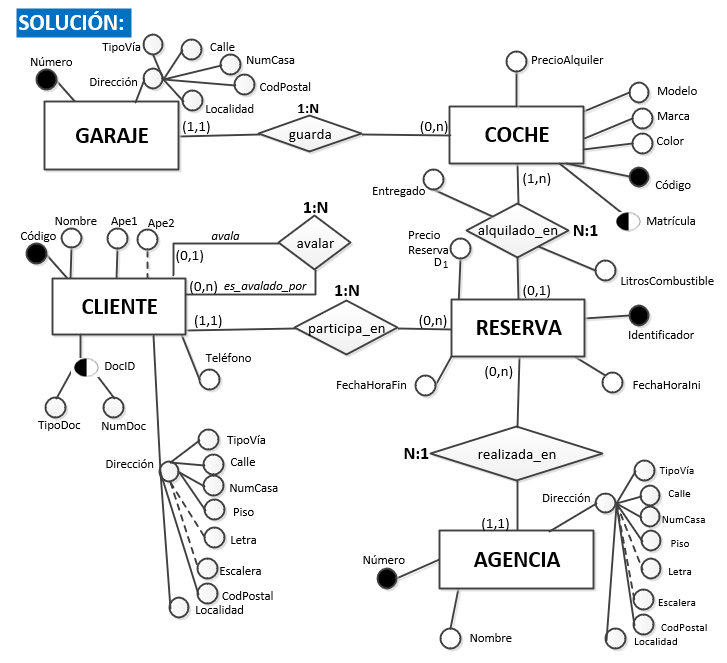 SOLUCIÓN:
TipoVía
Calle
NumCasa
CodPostal
Localidad
Dirección
Número
GARAJE
(1,1)
1:N
guarda
(0,n)
COCHE
PrecioAlquiler
Modelo
Marca
Color
Código
Matrícula
(1,n)
Entregado
alquilado_en
N:1
LitrosCombustible
(0,1)
Precio
Reserva
D1
Código
Nombre
Ape1
Ape2
CLIENTE
avala
(0,1)
1:N
avalar
(0,n)
es_avalado_por
(1,1)
1:N
participa_en
(0,n)
RESERVA
Identificador
FechaHoraIni
FechaHoraFin
(0,n)
DocID
TipoDoc
NumDoc
Teléfono
Dirección
TipoVía
Calle
NumCasa
Piso
Letra
Escalera
CodPostal
Localidad
N:1
realizada_en
(1,1)
AGENCIA
Número
Nombre
Dirección
TipoVía
Calle
NumCasa
Piso
Letra
Escalera
CodPostal
Localidad